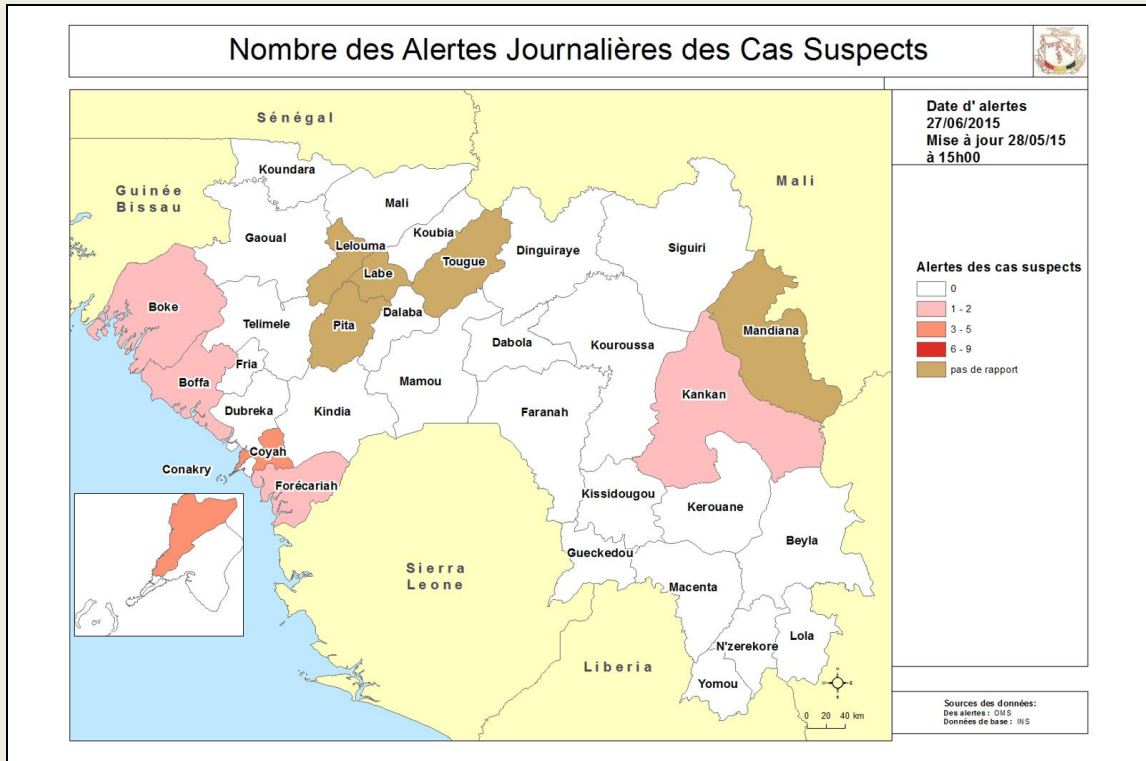 Nombre des Alertes Journalières des Cas Suspects
Date d' alertes
27/06/2015
Mise à jour 28/05/15
à 15h00
Sénégal
Koundara
Mali
Guinée
Bissau
Mali
Koubia
Gaoual
Lelouma
Dinguiraye
Siguiri
Tougue
Labe
Alertes des cas suspects
0
1 - 2
3 - 5
6 - 9
pas de rapport
Boke
Telimele
Pita
Dalaba
Mandiana
Dabola
Kouroussa
Fria
Boffa
Mamou
Kankan
Dubreka
Kindia
Faranah
Coyah
Conakry
Forécariah
Kissidougou
Kerouane
Beyla
Gueckedou
Sierra
Leone
Macenta
Lola
N'zerekore
Liberia
Yomou
N
W
E
S
0 20 40 km
Sources des données:
Des alertes : OMS
Données de base : INS